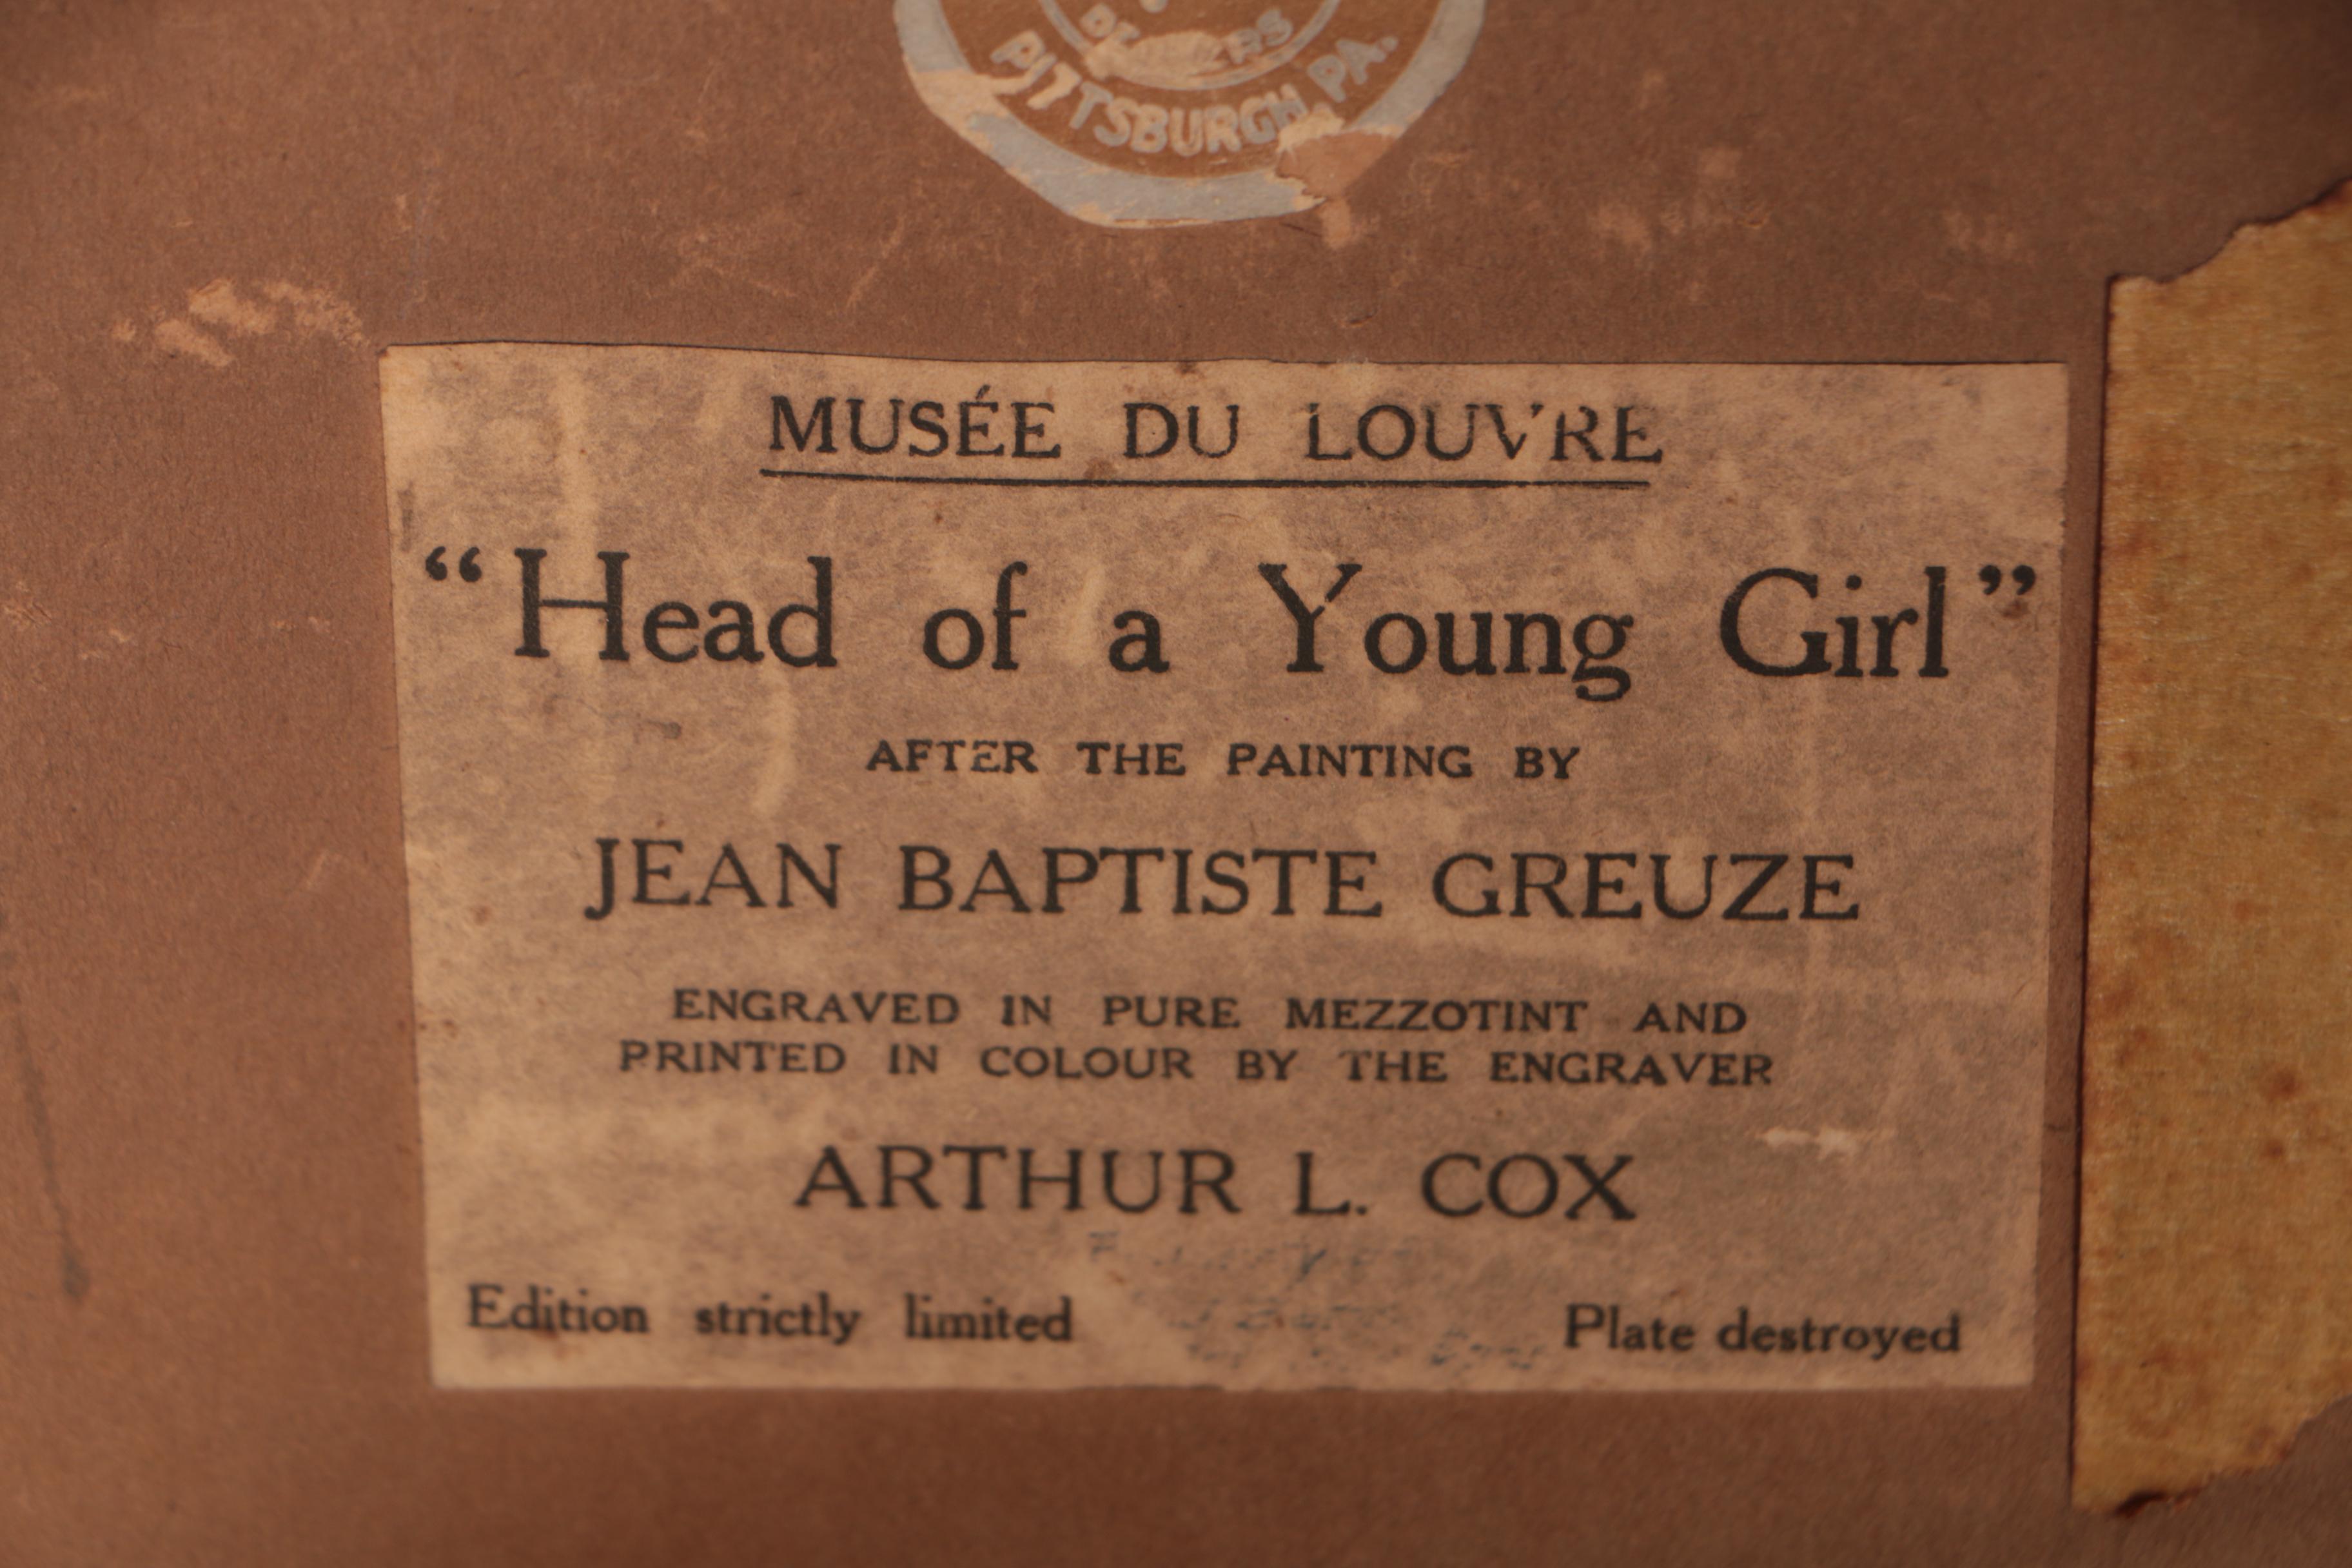 PITTSBURGH, PA.
MUSÉE DU LOUVRE
“Head of a Young Girl”
AFTER THE PAINTING BY
JEAN BAPTISTE GREUZE
ENGRAVED IN PURE MEZZOTINT AND
PRINTED IN COLOUR BY THE ENGRAVER
ARTHUR L. COX
Edition strictly limited Plate destroyed